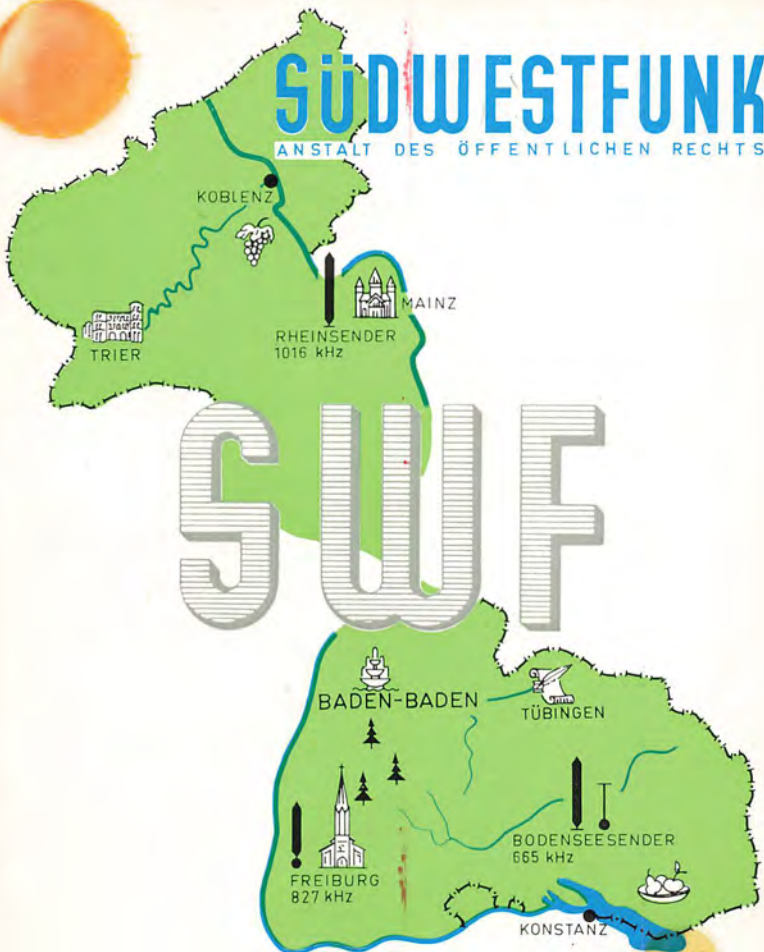 SÜDWESTFUNK
ANSTALT DES ÖFFENTLICHEN RECHTS
KOBLENZ
MAINZ
RHEINSENDER
1016 kHz
TRIER
SWF
BADEN-BADEN
TÜBINGEN
BODENSEESENDER
665 kHz
FREIBURG
827 kHz
KONSTANZ